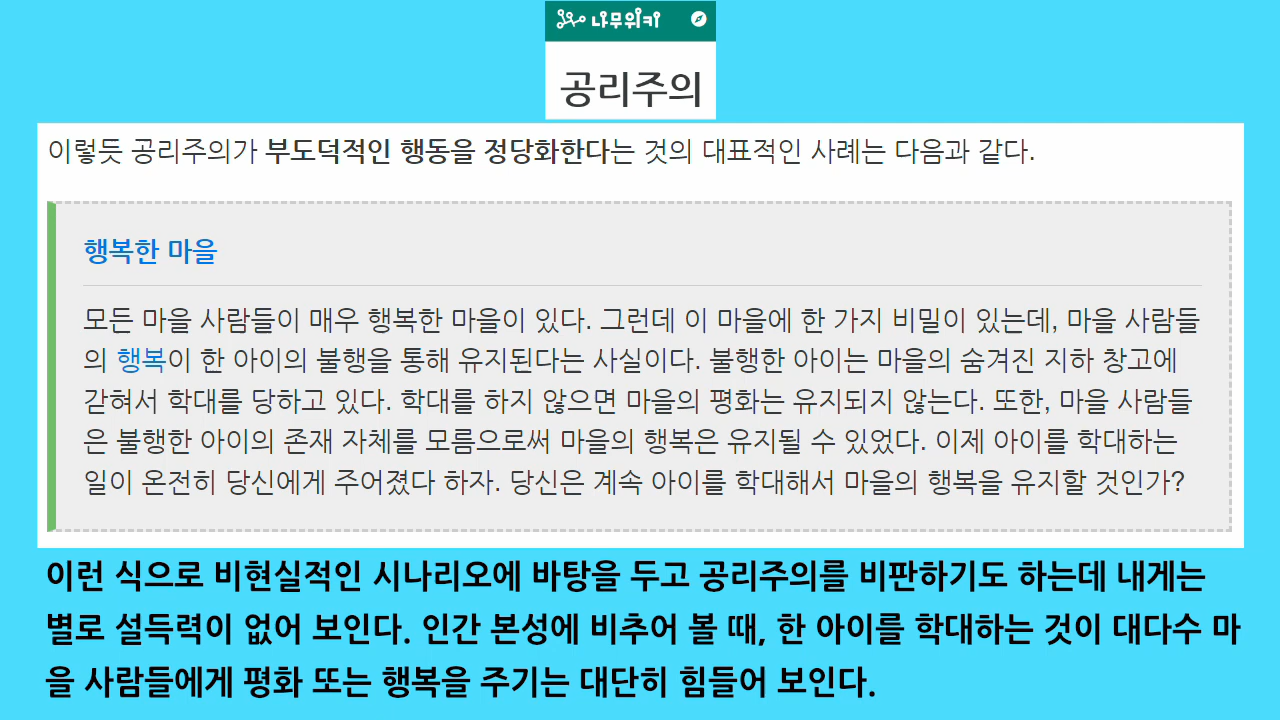 나무위키
공리주의
이렇듯 공리주의가 부도덕적인 행동을 정당화한다는 것의 대표적인 사례는 다음과 같다.
행복한 마을
모든 마을 사람들이 매우 행복한 마을이 있다. 그런데 이 마을에 한 가지 비밀이 있는데, 마을 사람들
의 행복이 한 아이의 불행을 통해 유지된다는 사실이다. 불행한 아이는 마을의 숨겨진 지하 창고에
갇혀서 학대를 당하고 있다. 학대를 하지 않으면 마을의 평화는 유지되지 않는다. 또한, 마을 사람들
은 불행한 아이의 존재 자체를 모름으로써 마을의 행복은 유지될 수 있었다. 이제 아이를 학대하는
일이 온전히 당신에게 주어졌다 하자. 당신은 계속 아이를 학대해서 마을의 행복을 유지할 것인가?
이런 식으로 비현실적인 시나리오에 바탕을 두고 공리주의를 비판하기도 하는데 내게는
별로 설득력이 없어 보인다. 인간 본성에 비추어 볼 때, 한 아이를 학대하는 것이 대다수 마
을 사람들에게 평화 또는 행복을 주기는 대단히 힘들어 보인다.